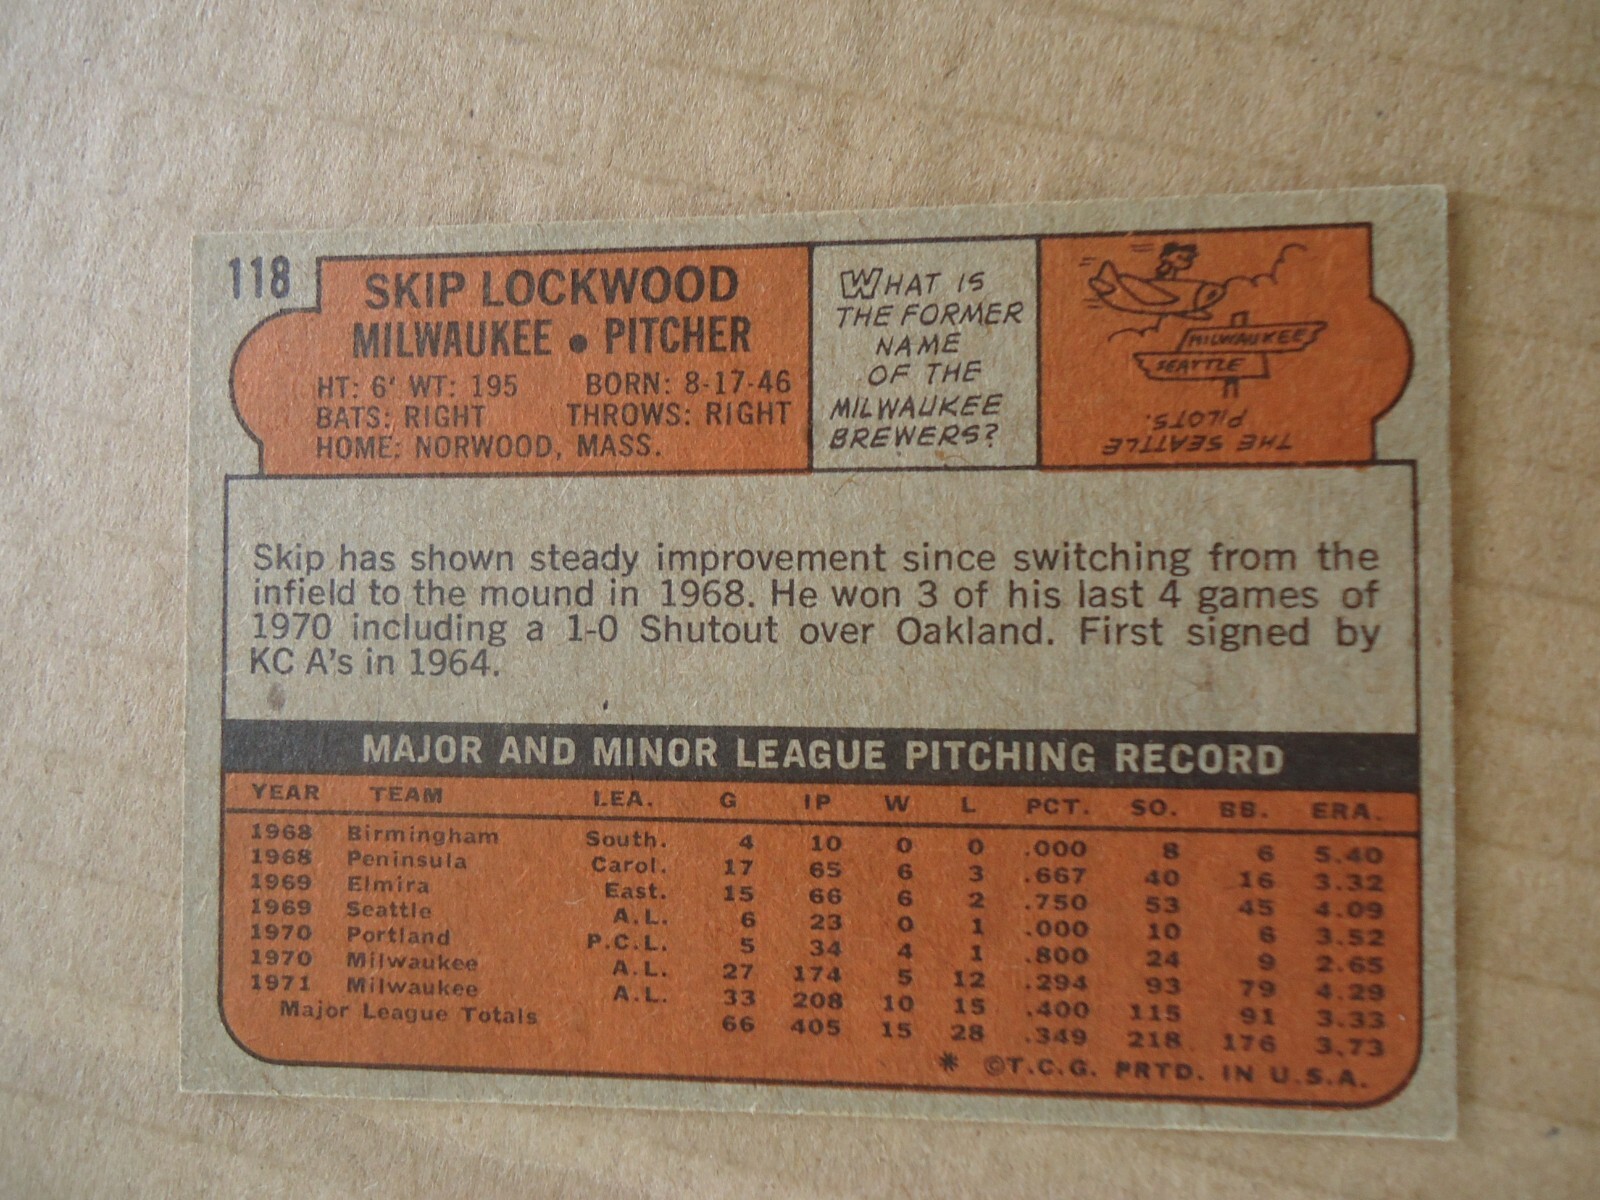 118
SKIP LOCKWOOD
MILWAUKEE • PITCHER
HT: 6' WT: 195 BORN: 8-17-46
BATS: RIGHT THROWS: RIGHT
HOME: NORWOOD, MASS.
WHAT IS
THE FORMER
NAME
OF THE
MILWAUKEE
BREWERS?
MILWAUKEE
SEATTLE
THE SEATTLE
PILOTS.
Skip has shown steady improvement since switching from the
infield to the mound in 1968. He won 3 of his last 4 games of
1970 including a 1-0 Shutout over Oakland. First signed by
KC A's in 1964.
MAJOR AND MINOR LEAGUE PITCHING RECORD
YEAR TEAM LEA. G IP W L PCT. SO. BB. ERA.
1968 Birmingham South. 4 10 0 0 .000 8 6 5.40
1968 Peninsula Carol. 17 65 6 3 .667 40 16 3.32
1969 Elmira East. 15 66 6 2 .750 53 45 4.09
1969 Seattle A.L. 6 23 0 1 .000 10 6 3.52
1970 Portland P.C.L. 5 34 4 1 .800 24 9 2.65
1970 Milwaukee A.L. 27 174 5 12 .294 93 79 4.29
1971 Milwaukee A.L. 33 208 10 15 .400 115 91 3.33
Major League Totals 66 405 15 28 .349 218 176 3.73
* ©T.C.G. PRTD. IN U.S.A.